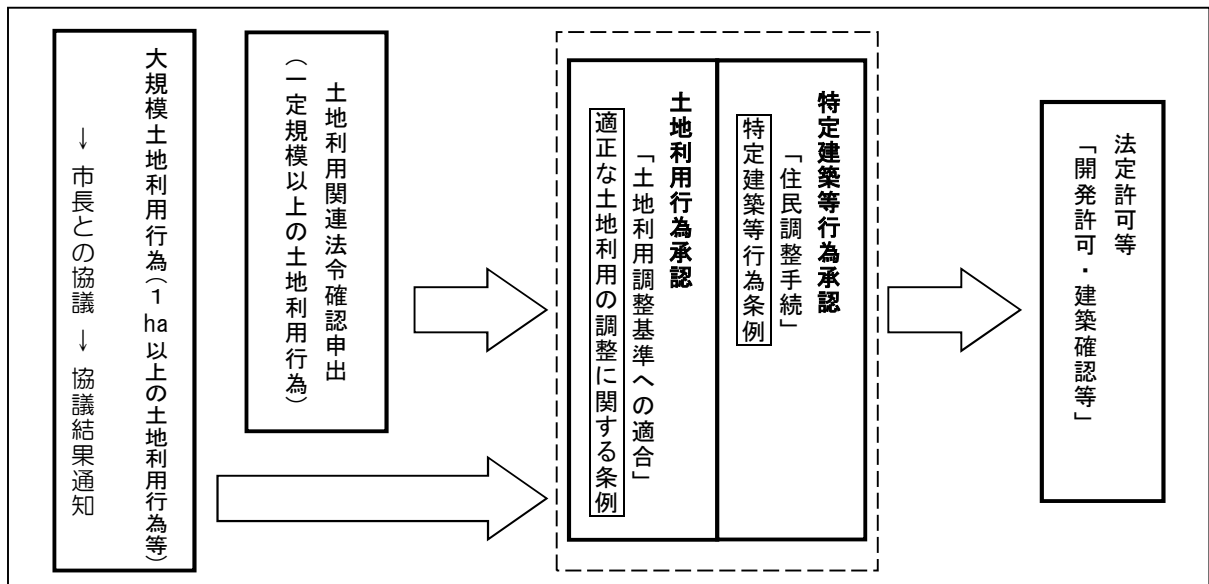 大規模土地利用行為(1ha以上の土地利用行為等)
→市長との協議→協議結果通知
土地利用関連法令確認申出
(一定規模以上の土地利用行為)
土地利用行為承認
「土地利用調整基準への適合」
適正な土地利用の調整に関する条例
特定建築等行為承認
「住民調整手続」
特定建築等行為条例
法定許可等
「開発許可・建築確認等」